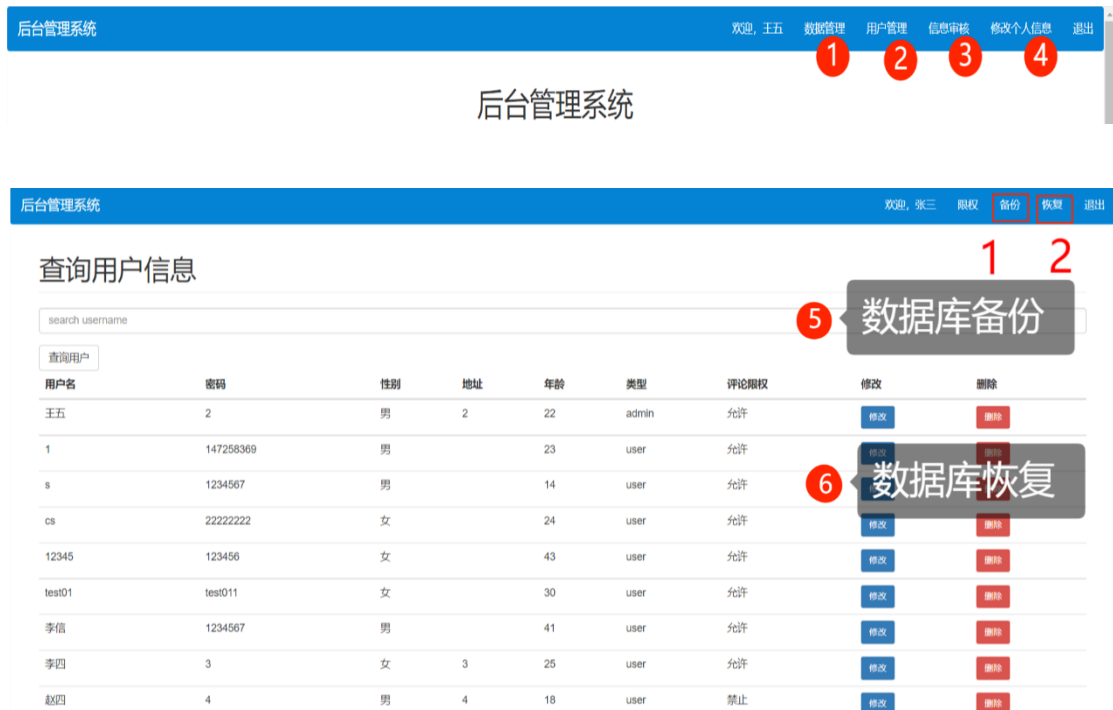 后台管理系统 欢迎，王五 数据管理 用户管理 信息审核 修改个人信息 退出
1 2 3 4
后台管理系统
后台管理系统 欢迎，张三 限权 备份 恢复 退出
1 2
查询用户信息
search username
5 数据库备份
查询用户
用户名 密码 性别 地址 年龄 类型 评论限权 修改 删除
王五 2 男 2 22 admin 允许 修改 删除
1 147258369 男 23 user 允许 修改 删除
6 数据库恢复
s 1234567 男 14 user 允许
cs 22222222 女 24 user 允许 修改 删除
12345 123456 女 43 user 允许 修改 删除
test01 test011 女 30 user 允许 修改 删除
李信 1234567 男 41 user 允许 修改 删除
李四 3 女 3 25 user 允许 修改 删除
赵四 4 男 4 18 user 禁止 修改 删除